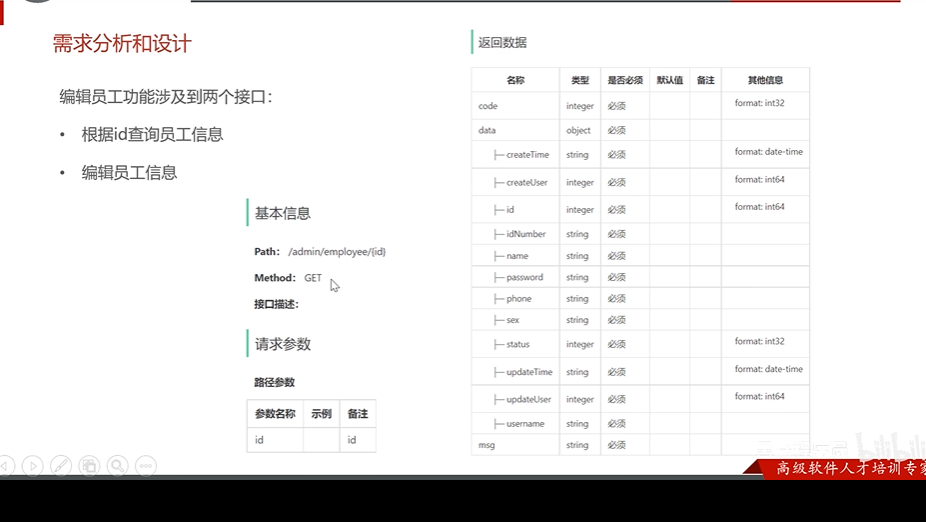 需求分析和设计
编辑员工功能涉及到两个接口：
• 根据id查询员工信息
• 编辑员工信息
基本信息
Path: /admin/employee/{id}
Method: GET
接口描述:
请求参数
路径参数
参数名称 示例 备注
id id
返回数据
名称 类型 是否必须 默认值 备注 其他信息
code integer 必须 format: int32
data object 必须
├─ createTime string 必须 format: date-time
├─ createUser integer 必须 format: int64
├─ id integer 必须 format: int64
├─ idNumber string 必须
├─ name string 必须
├─ password string 必须
├─ phone string 必须
├─ sex string 必须
├─ status integer 必须 format: int32
├─ updateTime string 必须 format: date-time
├─ updateUser integer 必须 format: int64
├─ username string 必须
msg string 必须
bilibili
高级软件人才培训专家